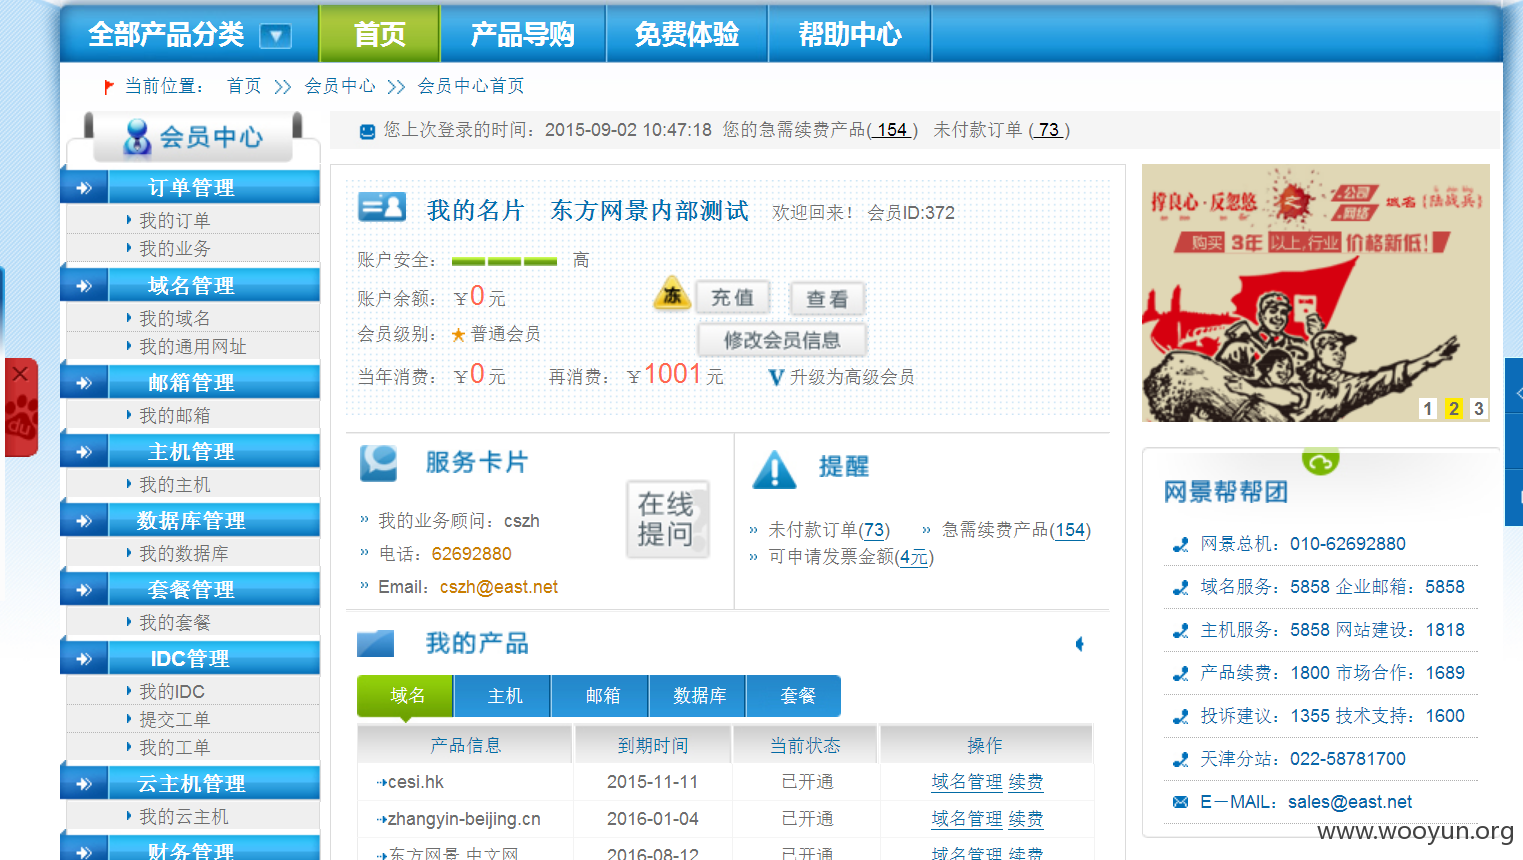 全部产品分类 首页 产品导购 免费体验 帮助中心
当前位置： 首页 >> 会员中心 >> 会员中心首页
会员中心
订单管理
我的订单
我的业务
域名管理
我的域名
我的通用网址
邮箱管理
我的邮箱
主机管理
我的主机
数据库管理
我的数据库
套餐管理
我的套餐
IDC管理
我的IDC
提交工单
我的工单
云主机管理
我的云主机
财务管理
您上次登录的时间：2015-09-02 10:47:18 您的急需续费产品( 154 ) 未付款订单 ( 73 )
我的名片 东方网景内部测试 欢迎回来！ 会员ID:372
账户安全： 高
账户余额： ￥0元 冻 充值 查看
会员级别： 普通会员 修改会员信息
当年消费： ￥0元 再消费： ￥1001元 升级为高级会员
服务卡片
我的业务顾问：cszh
电话：62692880
Email：cszh@east.net
在线
提问
提醒
未付款订单(73) 急需续费产品(154)
可申请发票金额(4元)
我的产品
域名 主机 邮箱 数据库 套餐
产品信息 到期时间 当前状态 操作
cesi.hk 2015-11-11 已开通 域名管理 续费
zhangyin-beijing.cn 2016-01-04 已开通 域名管理 续费
东方网景.中文网 2016-08-12 已开通 域名管理 续费
撑良心·反忽悠 公司 网络 域名{陆战兵}
购买3年以上,行业价格新低!
1 2 3
网景帮帮团
网景总机：010-62692880
域名服务：5858 企业邮箱：5858
主机服务：5858 网站建设：1818
产品续费：1800 市场合作：1689
投诉建议：1355 技术支持：1600
天津分站：022-58781700
E－MAIL：sales@east.net
du
www.wooyun.org